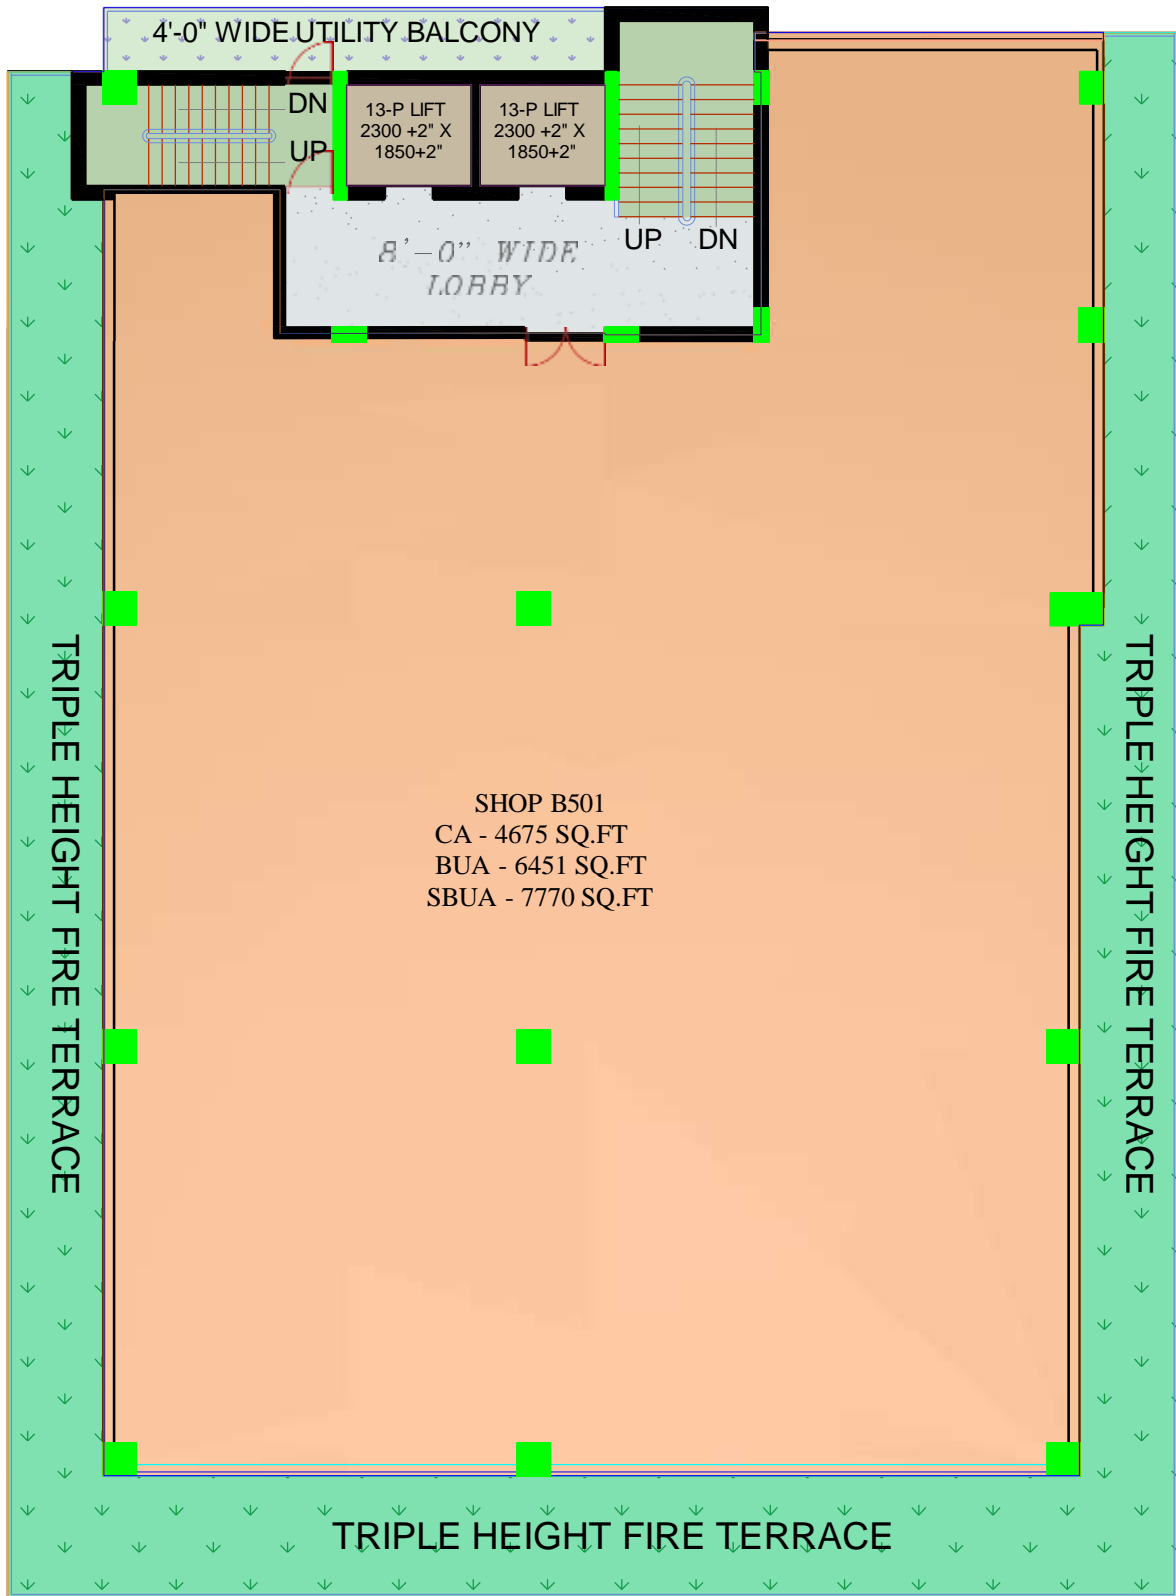 4'-0" WIDE UTILITY BALCONY
DN
UP
13-P LIFT
2300 +2" X
1850+2"
13-P LIFT
2300 +2" X
1850+2"
UP DN
8'-0" WIDE
LOBBY
TRIPLE HEIGHT FIRE TERRACE
TRIPLE HEIGHT FIRE TERRACE
SHOP B501
CA - 4675 SQ.FT
BUA - 6451 SQ.FT
SBUA - 7770 SQ.FT
TRIPLE HEIGHT FIRE TERRACE